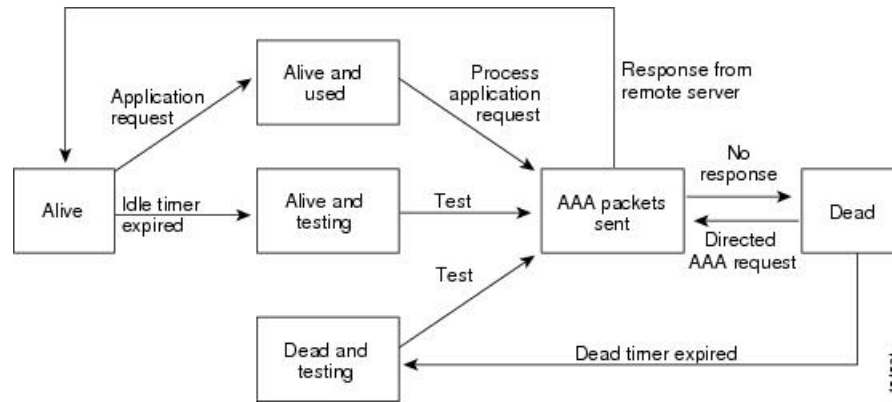 Alive and
used
Process
application
request
Response from
remote server
Application
request
No
response
Alive
Idle timer
expired
Alive and
testing
Test
AAA packets
sent
Dead
Directed
AAA request
Test
Dead and
testing
Dead timer expired